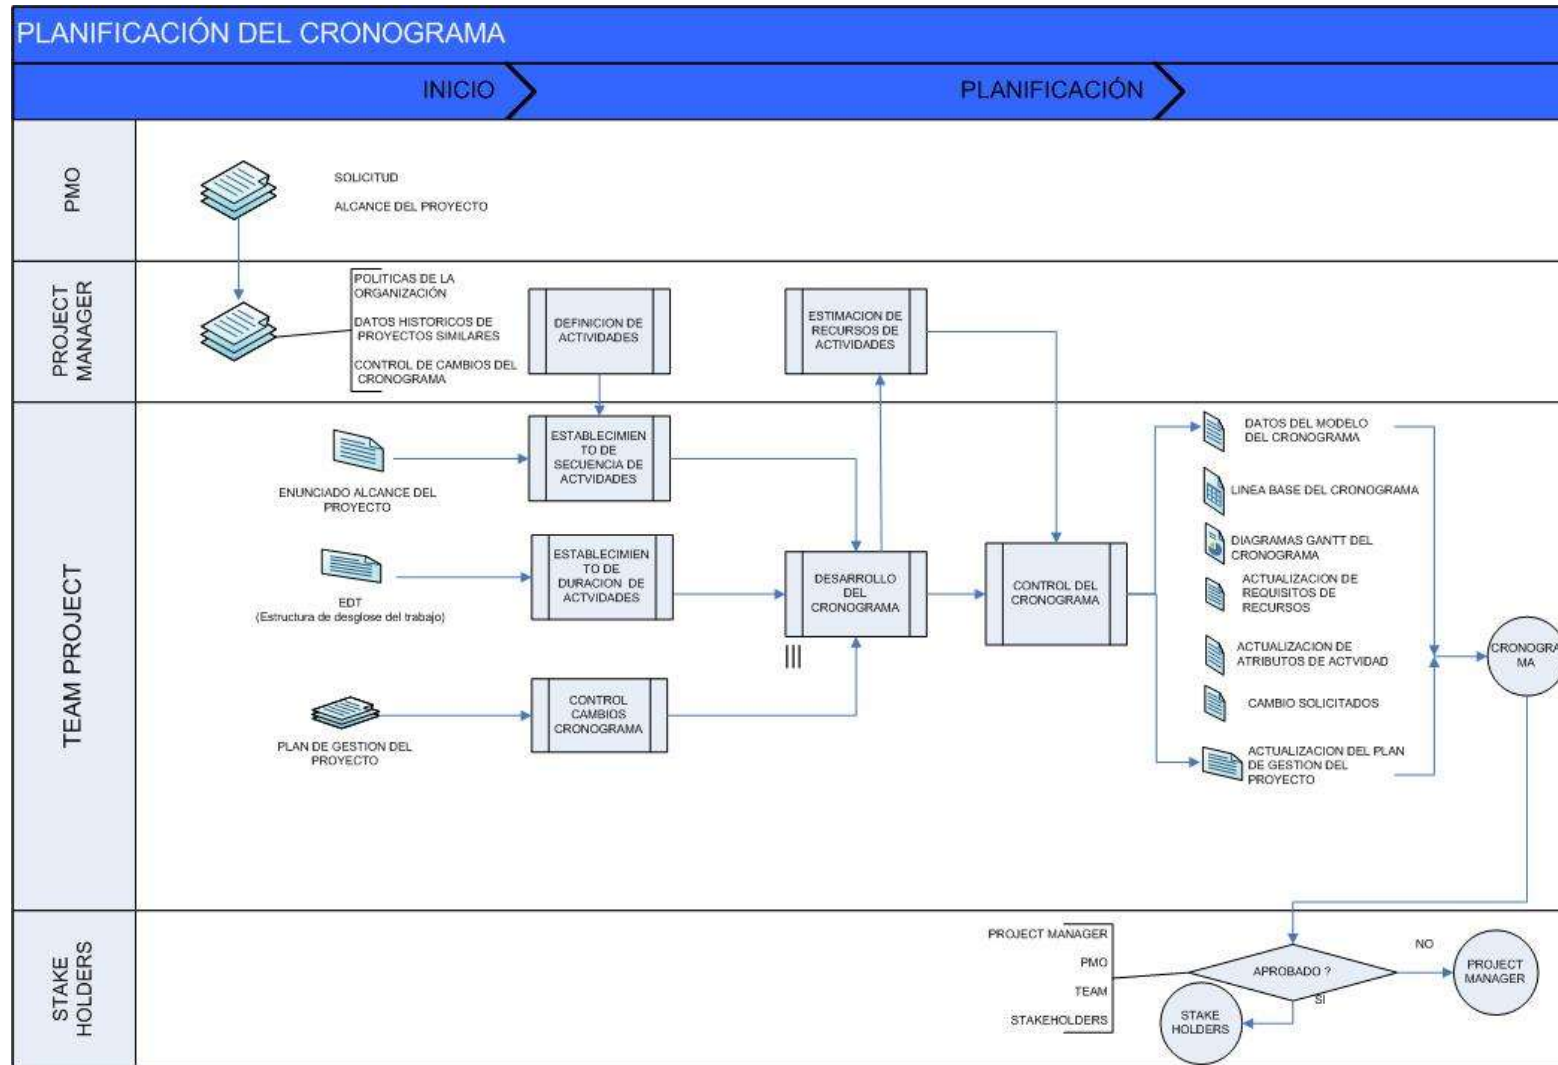 PLANIFICACIÓN DEL CRONOGRAMA
INICIO
PLANIFICACIÓN
PMO
SOLICITUD
ALCANCE DEL PROYECTO
PROJECT
MANAGER
POLITICAS DE LA
ORGANIZACIÓN
DATOS HISTORICOS DE
PROYECTOS SIMILARES
CONTROL DE CAMBIOS DEL
CRONOGRAMA
DEFINICION DE
ACTIVIDADES
ESTIMACION DE
RECURSOS DE
ACTIVIDADES
TEAM PROJECT
ENUNCIADO ALCANCE DEL
PROYECTO
ESTABLECIMIEN
TO DE
SECUENCIA DE
ACTVIDADES
EDT
(Estructura de desglose del trabajo)
ESTABLECIMIEN
TO DE
DURACION DE
ACTVIDADES
PLAN DE GESTION DEL
PROYECTO
CONTROL
CAMBIOS
CRONOGRAMA
DESARROLLO
DEL
CRONOGRAMA
CONTROL DEL
CRONOGRAMA
DATOS DEL MODELO
DEL CRONOGRAMA
LINEA BASE DEL CRONOGRAMA
DIAGRAMAS GANTT DEL
CRONOGRAMA
ACTUALIZACION DE
REQUISITOS DE
RECURSOS
ACTUALIZACION DE
ATRIBUTOS DE ACTVIDAD
CAMBIO SOLICITADOS
ACTUALIZACION DEL PLAN
DE GESTION DEL
PROYECTO
CRONOGRA
MA
STAKE
HOLDERS
PROJECT MANAGER
PMO
TEAM
STAKEHOLDERS
APROBADO ?
NO
PROJECT
MANAGER
SI
STAKE
HOLDERS